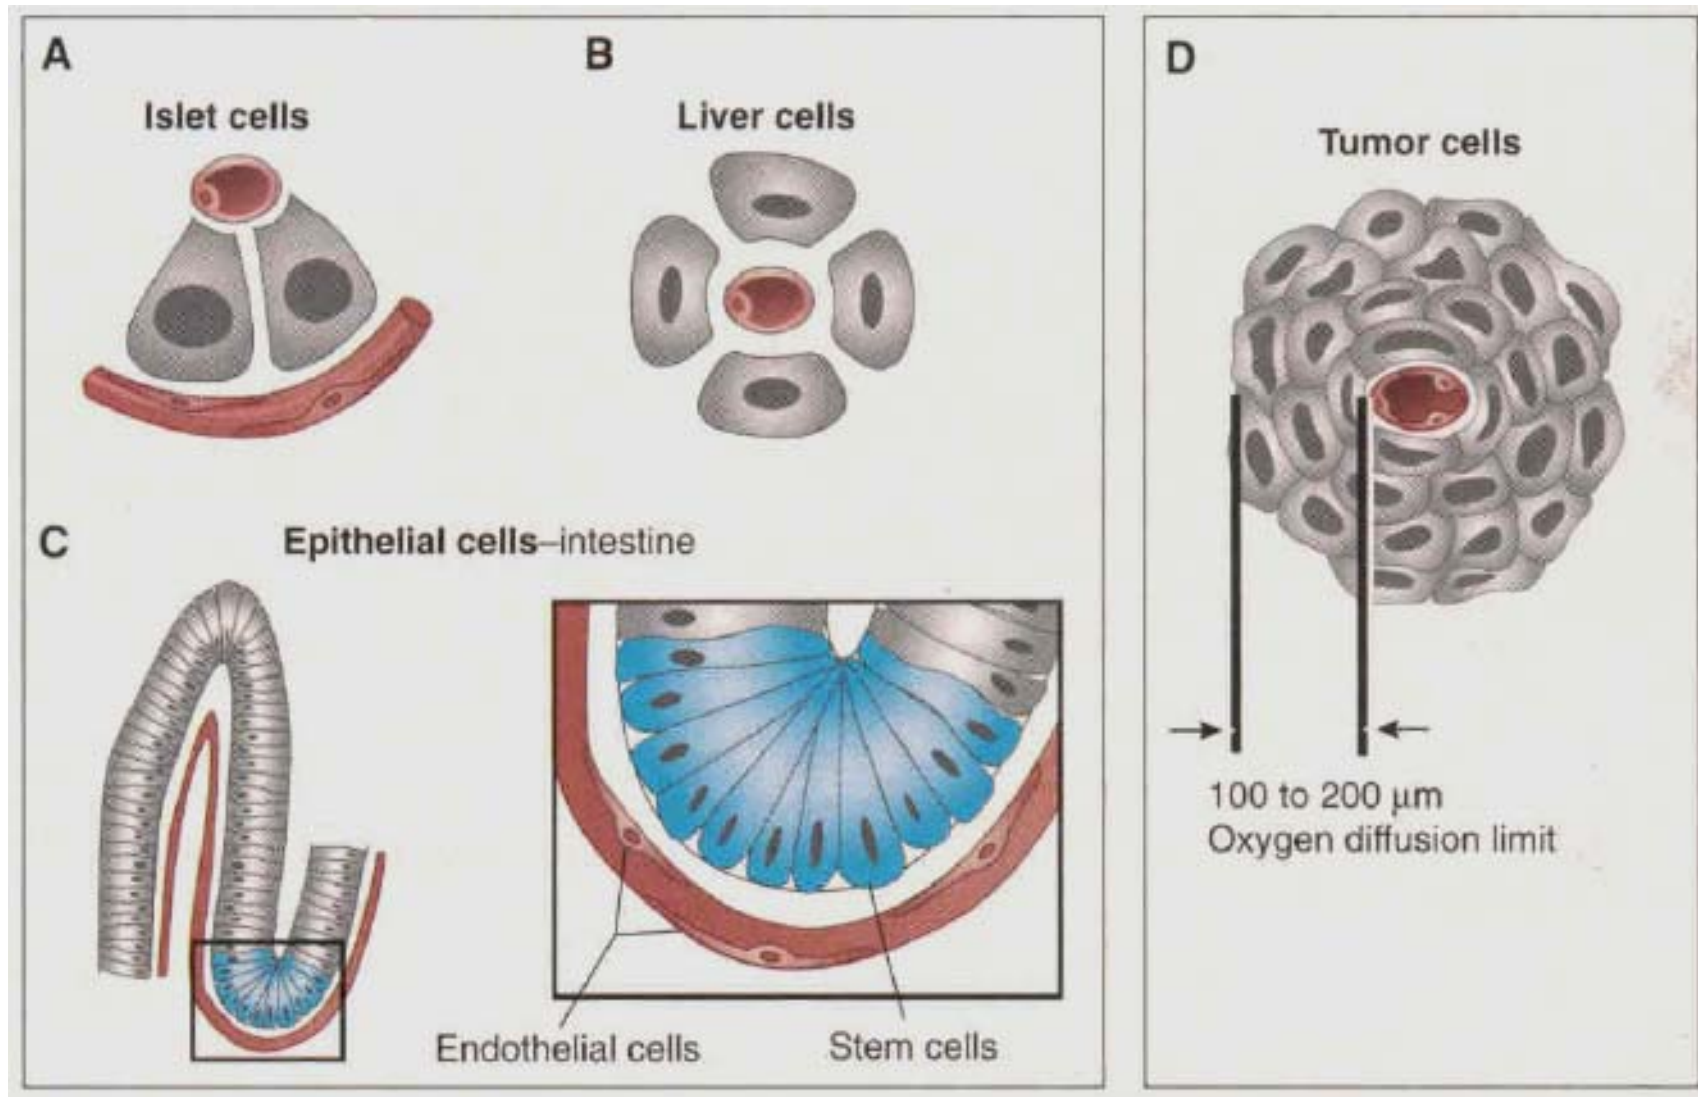 A
Islet cells
B
Liver cells
C
Epithelial cells–intestine
Endothelial cells
Stem cells
D
Tumor cells
100 to 200 μm
Oxygen diffusion limit